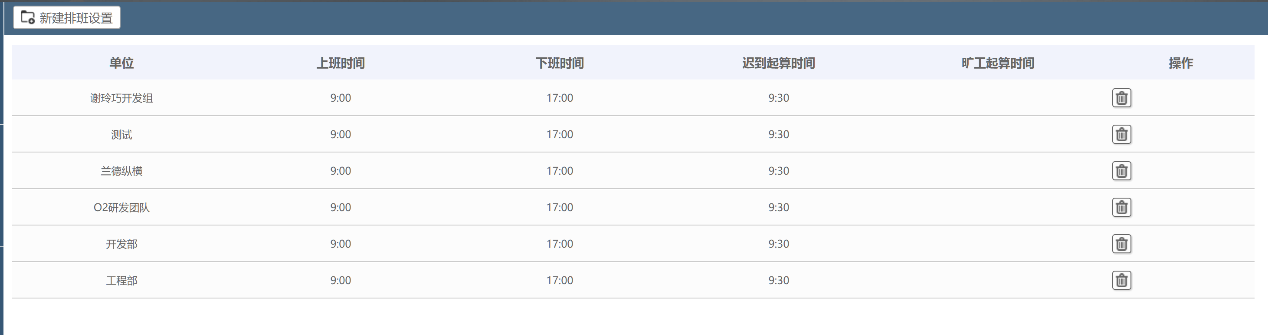 新建排班设置
单位 上班时间 下班时间 迟到起算时间 旷工起算时间 操作
谢玲巧开发组 9:00 17:00 9:30
测试 9:00 17:00 9:30
兰德纵横 9:00 17:00 9:30
O2研发团队 9:00 17:00 9:30
开发部 9:00 17:00 9:30
工程部 9:00 17:00 9:30